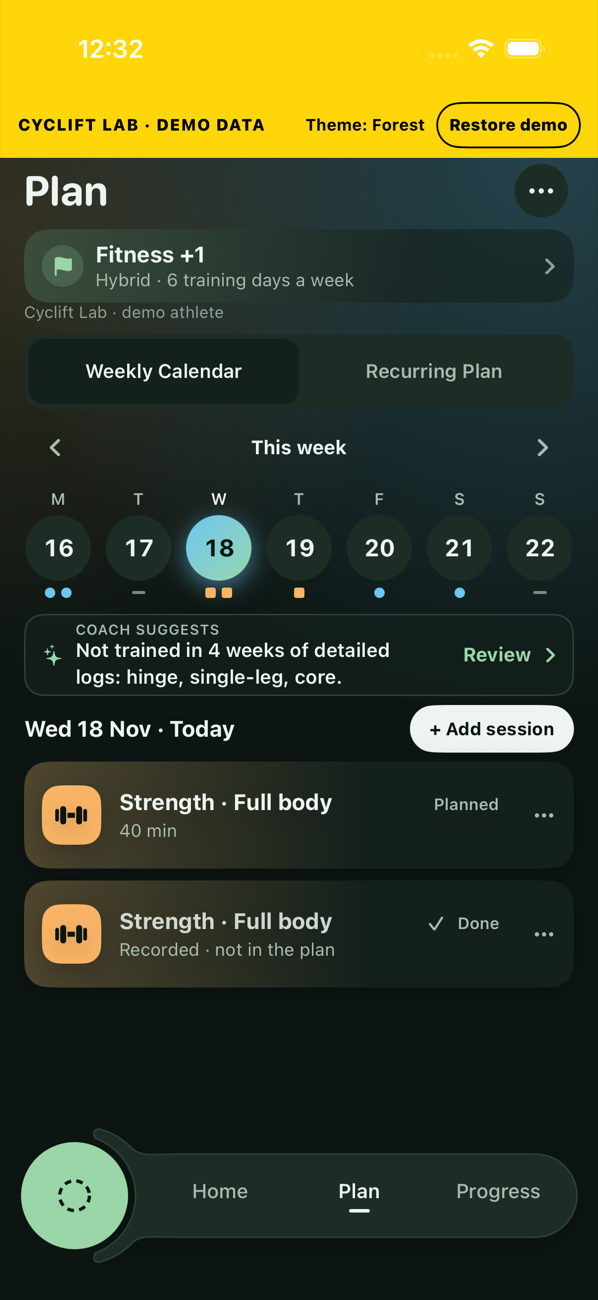 12:32
CYCLIFT LAB · DEMO DATA
Theme: Forest
Restore demo
Plan
Fitness +1
Hybrid · 6 training days a week
Cyclift Lab · demo athlete
Weekly Calendar
Recurring Plan
This week
M T W T F S S
16 17 18 19 20 21 22
COACH SUGGESTS
Not trained in 4 weeks of detailed
logs: hinge, single-leg, core.
Review
Wed 18 Nov · Today
+ Add session
Strength · Full body
Planned
40 min
Strength · Full body
Done
Recorded · not in the plan
Home
Plan
Progress